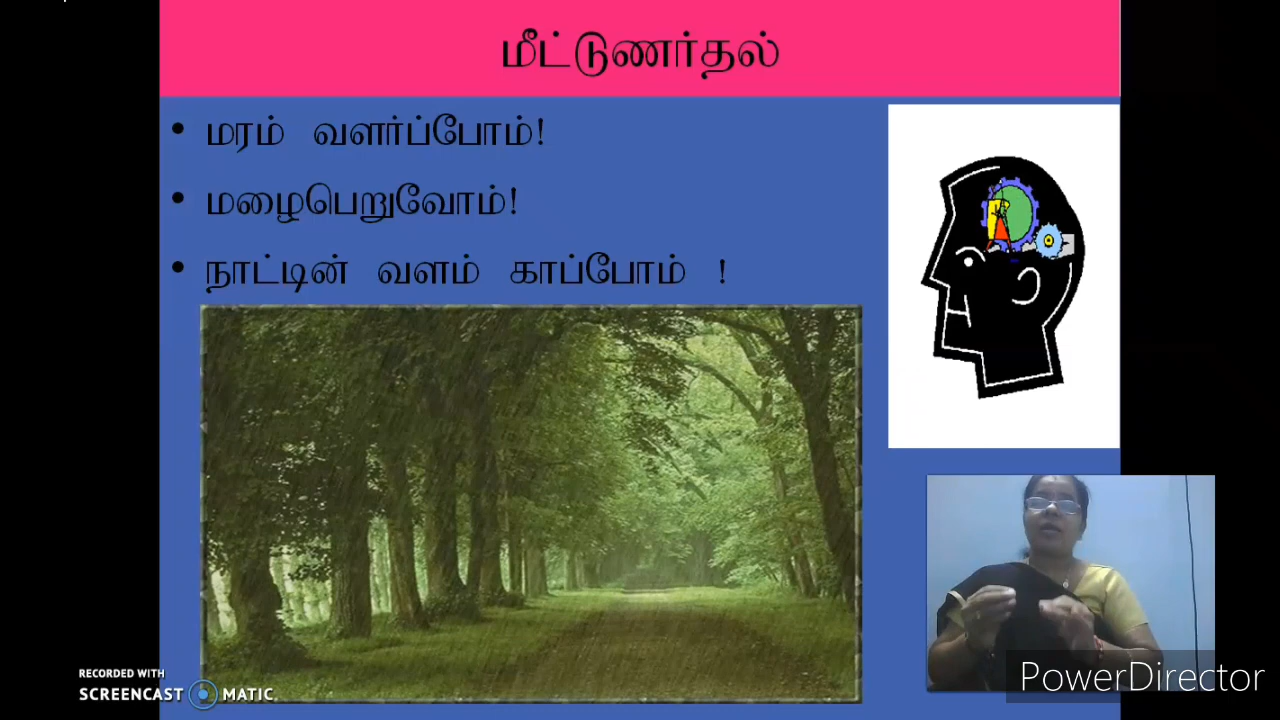 மீட்டுணர்தல்
• மரம் வளர்ப்போம்!
• மழைபெறுவோம்!
• நாட்டின் வளம் காப்போம் !
RECORDED WITH
SCREENCAST MATIC
PowerDirector